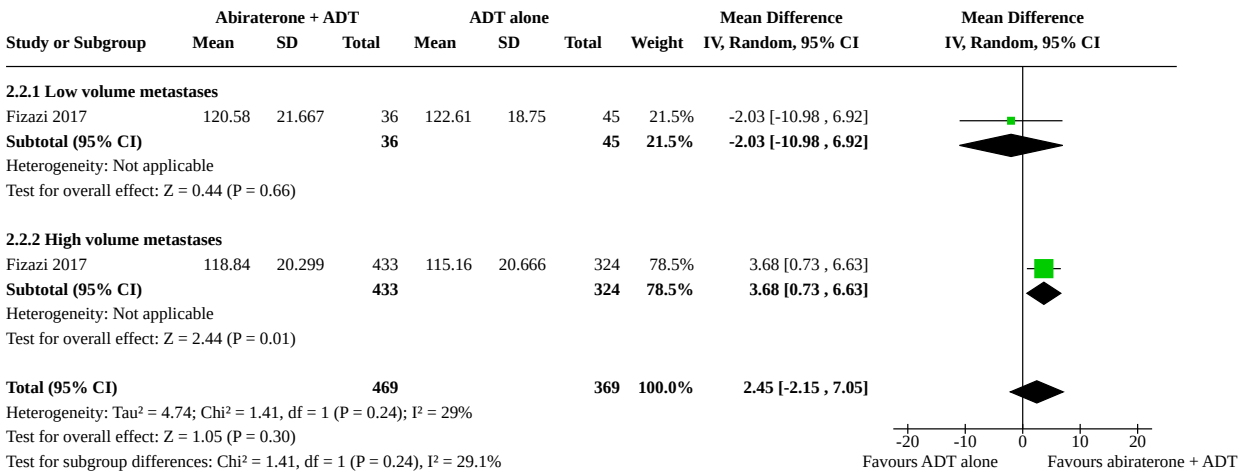 Abiraterone + ADT ADT alone Mean Difference Mean Difference
Study or Subgroup Mean SD Total Mean SD Total Weight IV, Random, 95% CI IV, Random, 95% CI
2.2.1 Low volume metastases
Fizazi 2017 120.58 21.667 36 122.61 18.75 45 21.5% -2.03 [-10.98 , 6.92]
Subtotal (95% CI) 36 45 21.5% -2.03 [-10.98 , 6.92]
Heterogeneity: Not applicable
Test for overall effect: Z = 0.44 (P = 0.66)
2.2.2 High volume metastases
Fizazi 2017 118.84 20.299 433 115.16 20.666 324 78.5% 3.68 [0.73 , 6.63]
Subtotal (95% CI) 433 324 78.5% 3.68 [0.73 , 6.63]
Heterogeneity: Not applicable
Test for overall effect: Z = 2.44 (P = 0.01)
Total (95% CI) 469 369 100.0% 2.45 [-2.15 , 7.05]
Heterogeneity: Tau² = 4.74; Chi² = 1.41, df = 1 (P = 0.24); I² = 29%
Test for overall effect: Z = 1.05 (P = 0.30) -20 -10 0 10 20
Test for subgroup differences: Chi² = 1.41, df = 1 (P = 0.24), I² = 29.1% Favours ADT alone Favours abiraterone + ADT